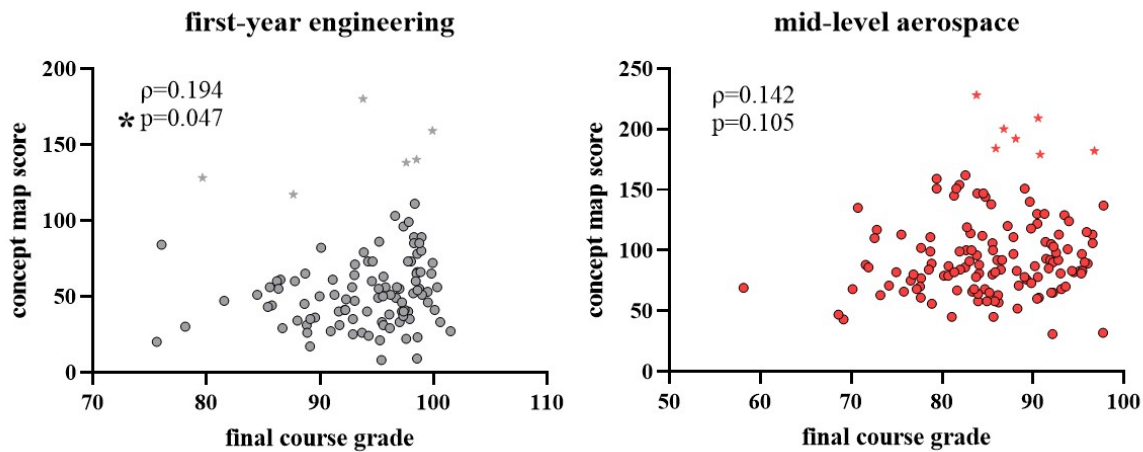 first-year engineering
ρ=0.194
* p=0.047
concept map score
200
150
100
50
0
70 80 90 100 110
final course grade
mid-level aerospace
ρ=0.142
p=0.105
concept map score
250
200
150
100
50
0
50 60 70 80 90 100
final course grade